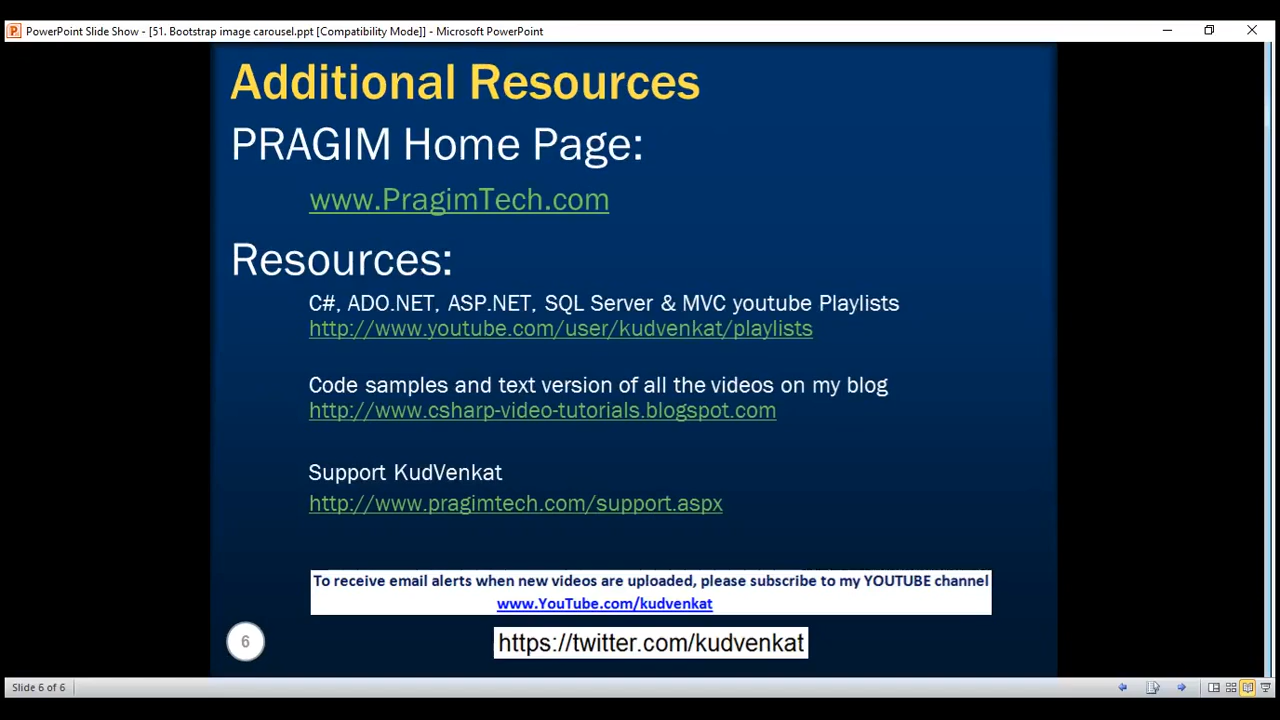 PowerPoint Slide Show - [51. Bootstrap image carousel.ppt [Compatibility Mode]] - Microsoft PowerPoint
Additional Resources
PRAGIM Home Page:
www.PragimTech.com
Resources:
C#, ADO.NET, ASP.NET, SQL Server & MVC youtube Playlists
http://www.youtube.com/user/kudvenkat/playlists
Code samples and text version of all the videos on my blog
http://www.csharp-video-tutorials.blogspot.com
Support KudVenkat
http://www.pragimtech.com/support.aspx
To receive email alerts when new videos are uploaded, please subscribe to my YOUTUBE channel
www.YouTube.com/kudvenkat
https://twitter.com/kudvenkat
6
Slide 6 of 6